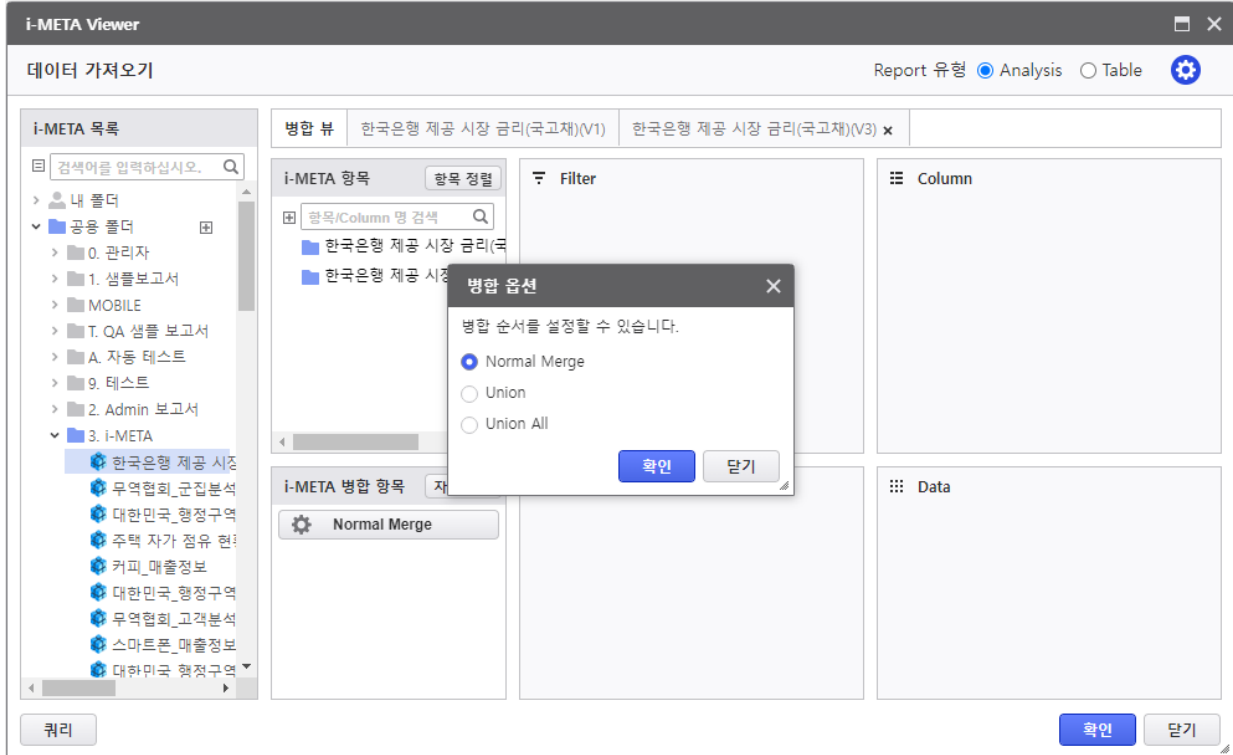 i-META Viewer
데이터 가져오기
Report 유형 Analysis Table
i-META 목록
검색어를 입력하십시오.
내 폴더
공용 폴더
0. 관리자
1. 샘플보고서
MOBILE
T. QA 샘플 보고서
A. 자동 테스트
9. 테스트
2. Admin 보고서
3. i-META
한국은행 제공 시장
무역협회_군집분석
대한민국_행정구역
주택 자가 점유 현황
커피_매출정보
대한민국_행정구역
무역협회_고객분석
스마트폰_매출정보
대한민국_행정구역
병합 뷰 한국은행 제공 시장 금리(국고채)(V1) 한국은행 제공 시장 금리(국고채)(V3) ×
i-META 항목 항목 정렬
항목/Column 명 검색
한국은행 제공 시장 금리(국
한국은행 제공 시장
Filter
Column
병합 옵션
병합 순서를 설정할 수 있습니다.
Normal Merge
Union
Union All
확인 닫기
i-META 병합 항목 자
Normal Merge
Data
쿼리
확인 닫기